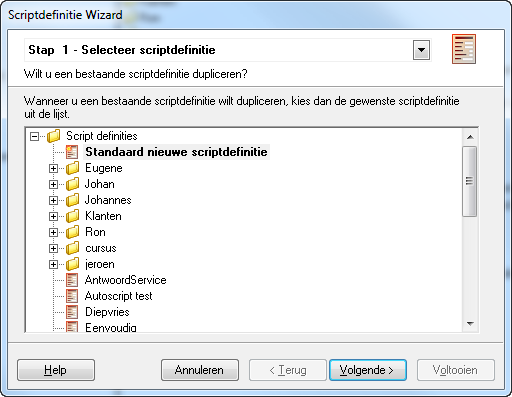 Scriptdefinitie Wizard
Stap 1 - Selecteer scriptdefinitie
Wilt u een bestaande scriptdefinitie dupliceren?
Wanneer u een bestaande scriptdefinitie wilt dupliceren, kies dan de gewenste scriptdefinitie
uit de lijst.
Script definities
Standaard nieuwe scriptdefinitie
Eugene
Johan
Johannes
Klanten
Ron
cursus
jeroen
AntwoordService
Autoscript test
Diepvries
Eenvoudig
Help Annuleren < Terug Volgende > Voltooien